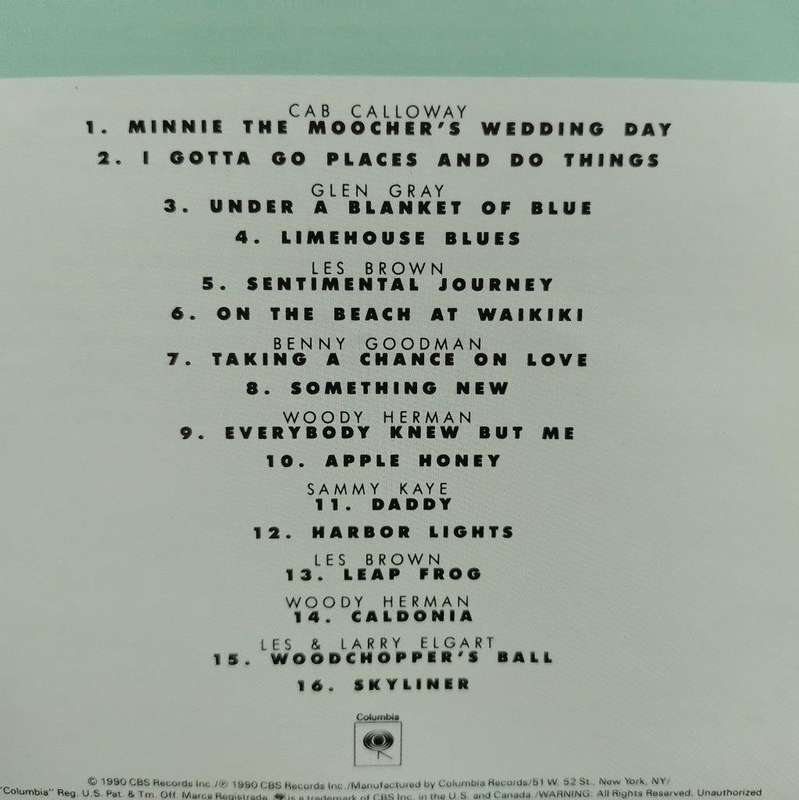 CAB CALLOWAY
1. MINNIE THE MOOCHER'S WEDDING DAY
2. I GOTTA GO PLACES AND DO THINGS
GLEN GRAY
3. UNDER A BLANKET OF BLUE
4. LIMEHOUSE BLUES
LES BROWN
5. SENTIMENTAL JOURNEY
6. ON THE BEACH AT WAIKIKI
BENNY GOODMAN
7. TAKING A CHANCE ON LOVE
8. SOMETHING NEW
WOODY HERMAN
9. EVERYBODY KNEW BUT ME
10. APPLE HONEY
SAMMY KAYE
11. DADDY
12. HARBOR LIGHTS
LES BROWN
13. LEAP FROG
WOODY HERMAN
14. CALDONIA
LES & LARRY ELGART
15. WOODCHOPPER'S BALL
16. SKYLINER
Columbia
© 1990 CBS Records Inc./℗ 1990 CBS Records Inc./Manufactured by Columbia Records/51 W. 52 St., New York, NY/
"Columbia" Reg. U.S. Pat. & Tm. Off. Marca Registrada. is a trademark of CBS Inc. in the U.S. and Canada./WARNING: All Rights Reserved. Unauthorized